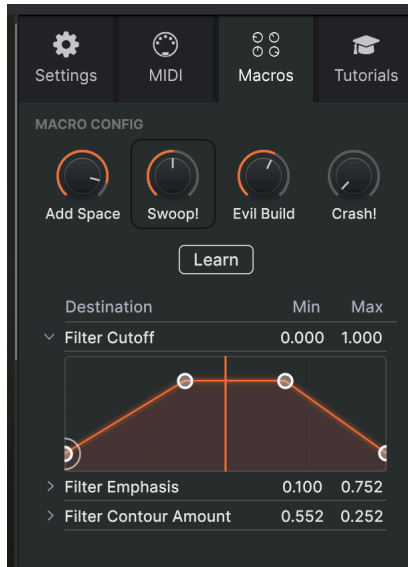 Settings MIDI Macros Tutorials
MACRO CONFIG
Add Space Swoop! Evil Build Crash!
Learn
Destination Min Max
Filter Cutoff 0.000 1.000
Filter Emphasis 0.100 0.752
Filter Contour Amount 0.552 0.252